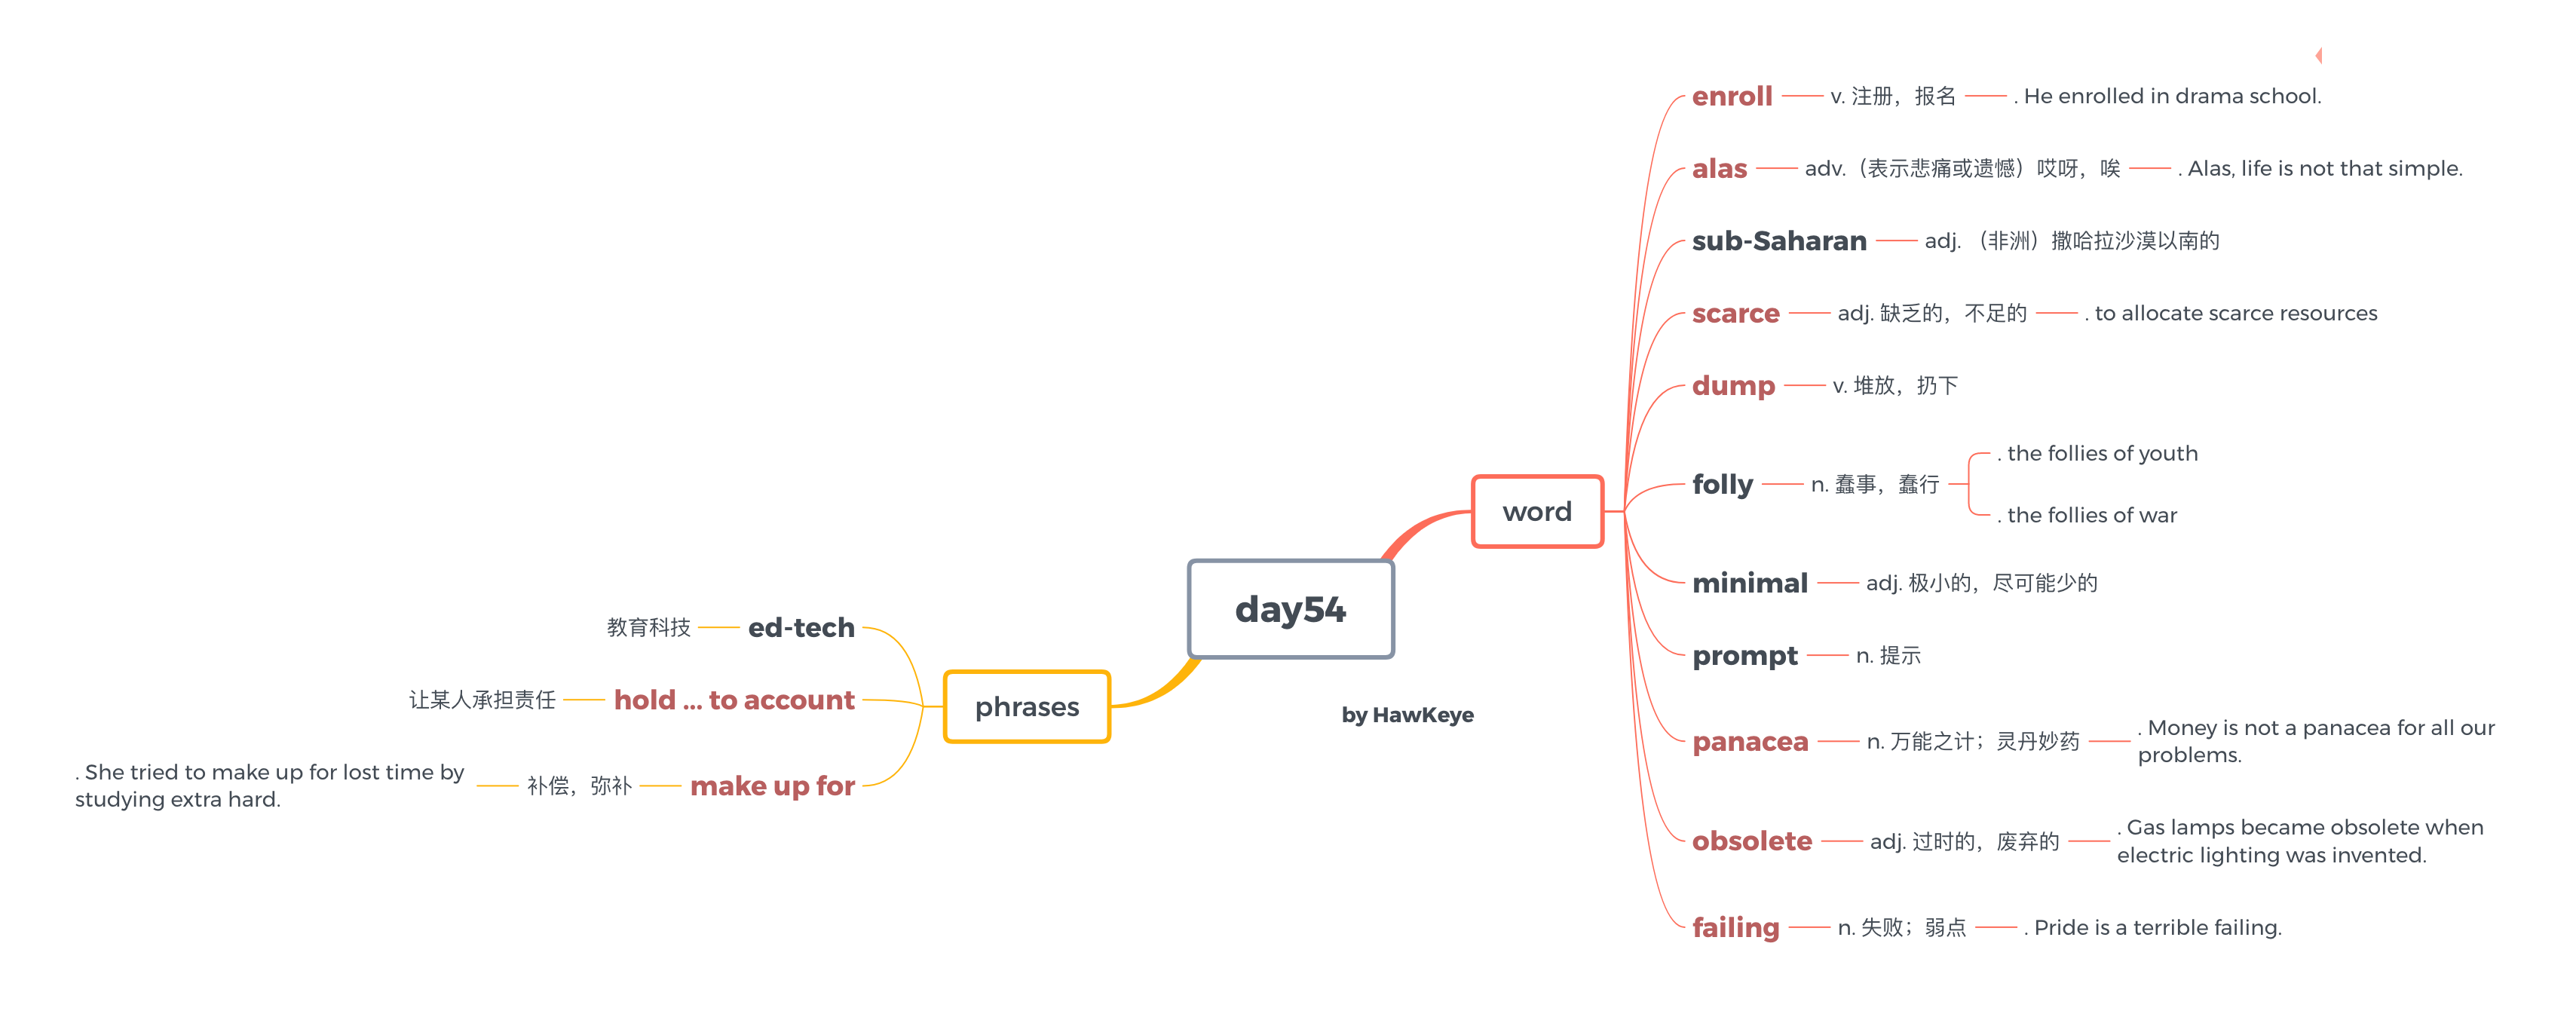 day54
word
enroll
v. 注册，报名
. He enrolled in drama school.
alas
adv.（表示悲痛或遗憾）哎呀，唉
. Alas, life is not that simple.
sub-Saharan
adj. （非洲）撒哈拉沙漠以南的
scarce
adj. 缺乏的，不足的
. to allocate scarce resources
dump
v. 堆放，扔下
folly
n. 蠢事，蠢行
. the follies of youth
. the follies of war
minimal
adj. 极小的，尽可能少的
prompt
n. 提示
panacea
n. 万能之计；灵丹妙药
. Money is not a panacea for all our
problems.
obsolete
adj. 过时的，废弃的
. Gas lamps became obsolete when
electric lighting was invented.
failing
n. 失败；弱点
. Pride is a terrible failing.
phrases
ed-tech
教育科技
hold ... to account
让某人承担责任
make up for
补偿，弥补
. She tried to make up for lost time by
studying extra hard.
by HawKeye